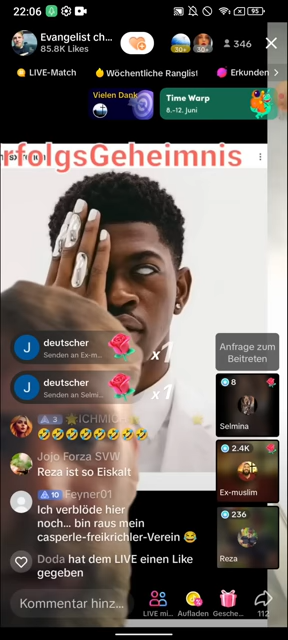 22:06
95
Evangelist ch...
85.8K Likes
30+
30+
346
LIVE-Match
Wöchentliche Ranglist
Erkunden
Vielen Dank
Time Warp
8.–12. Juni
rfolgsGeheimnis
Anfrage zum
Beitreten
deutscher
Senden an Ex-m...
x1
deutscher
Senden an Selmi...
x1
8
Selmina
3 ICHMIC
Jojo Forza SVW
Reza ist so Eiskalt
2.4K
Ex-muslim
10 Feyner01
Ich verblöde hier
noch... bin raus mein
casperle-freikrichler-Verein 😂
236
Reza
Doda hat dem LIVE einen Like
gegeben
Kommentar hinz...
LIVE mi...
Aufladen
Gesche...
112